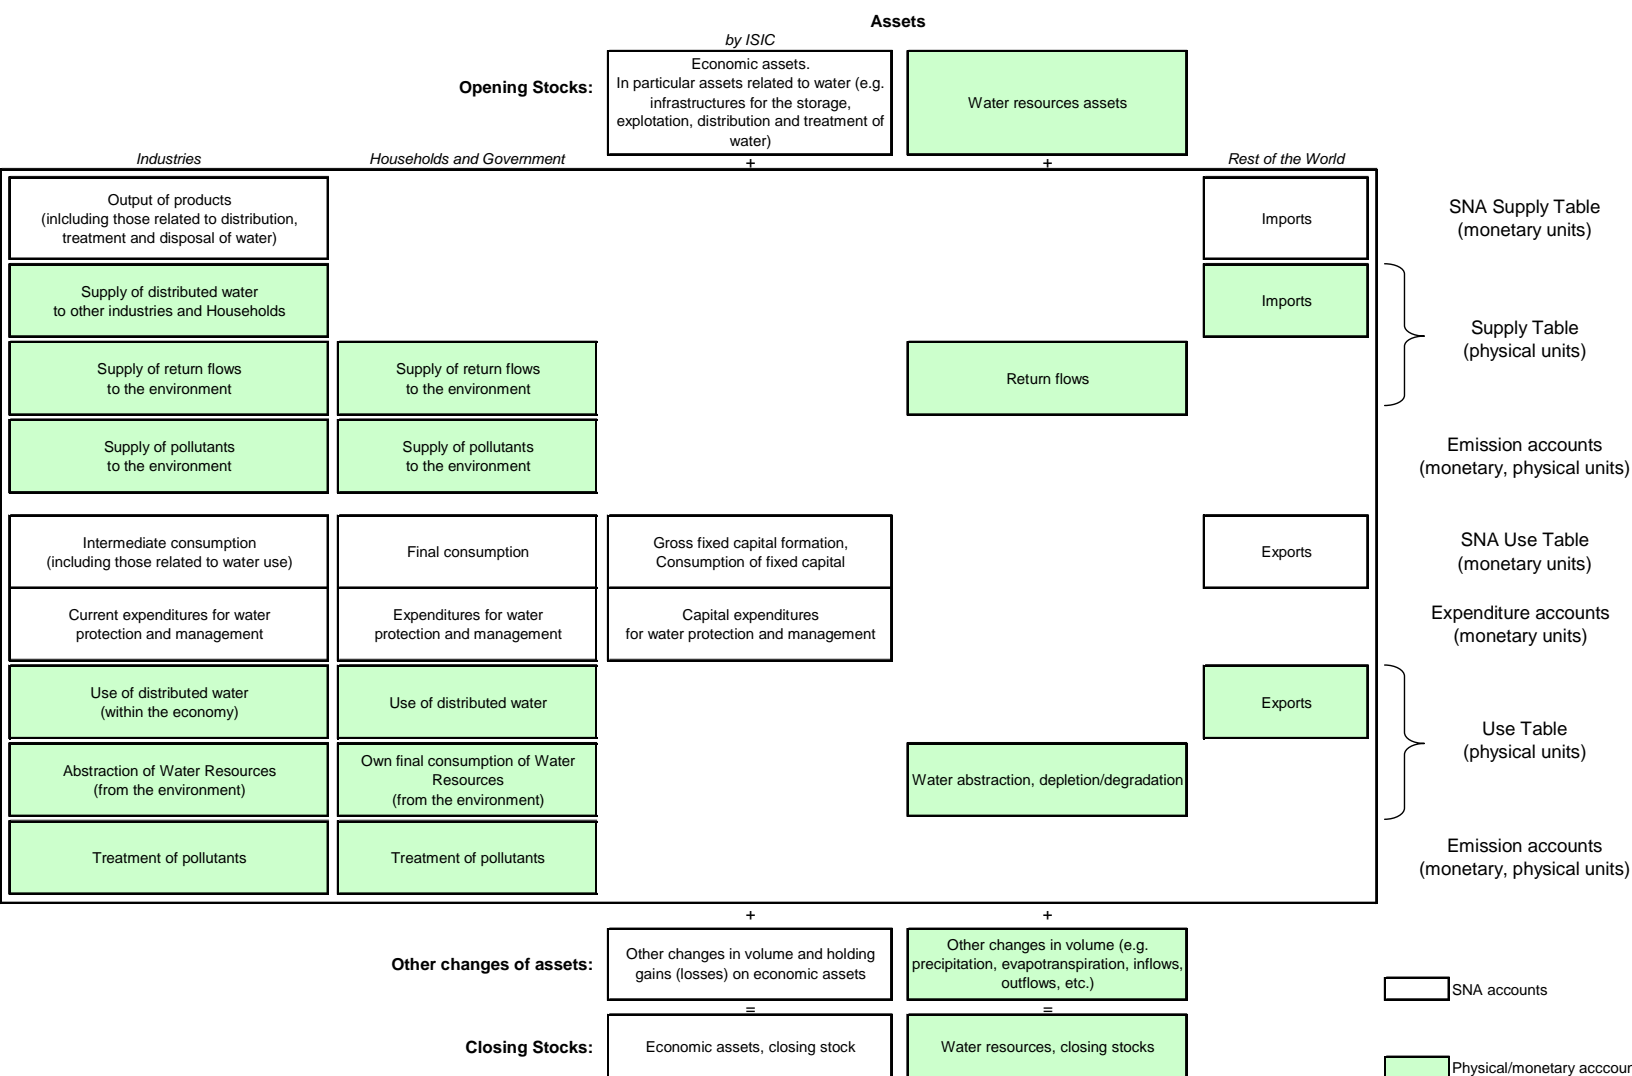 Assets
by ISIC
Opening Stocks:
Economic assets.
In particular assets related to water (e.g.
infrastructures for the storage,
explotation, distribution and treatment of
water)
Water resources assets
Industries
Households and Government
+
+
Rest of the World
Output of products
(inlcluding those related to distribution,
treatment and disposal of water)
Imports
SNA Supply Table
(monetary units)
Supply of distributed water
to other industries and Households
Imports
Supply Table
(physical units)
Supply of return flows
to the environment
Supply of return flows
to the environment
Return flows
Supply of pollutants
to the environment
Supply of pollutants
to the environment
Emission accounts
(monetary, physical units)
Intermediate consumption
(including those related to water use)
Final consumption
Gross fixed capital formation,
Consumption of fixed capital
Exports
SNA Use Table
(monetary units)
Current expenditures for water
protection and management
Expenditures for water
protection and management
Capital expenditures
for water protection and management
Expenditure accounts
(monetary units)
Use of distributed water
(within the economy)
Use of distributed water
Exports
Use Table
(physical units)
Abstraction of Water Resources
(from the environment)
Own final consumption of Water
Resources
(from the environment)
Water abstraction, depletion/degradation
Treatment of pollutants
Treatment of pollutants
Emission accounts
(monetary, physical units)
+
+
Other changes of assets:
Other changes in volume and holding
gains (losses) on economic assets
Other changes in volume (e.g.
precipitation, evapotranspiration, inflows,
outflows, etc.)
SNA accounts
=
=
Closing Stocks:
Economic assets, closing stock
Water resources, closing stocks
Physical/monetary acccour